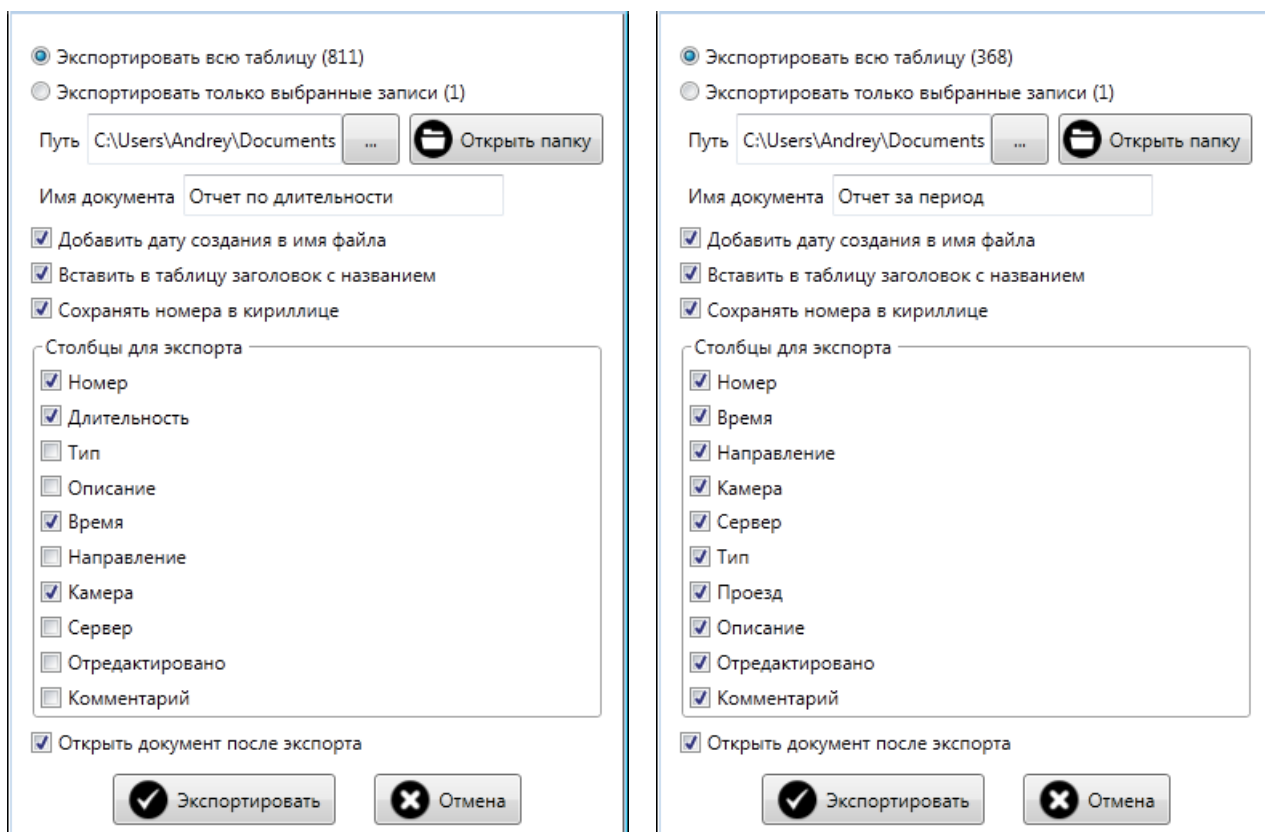 Экспортировать всю таблицу (811)
Экспортировать только выбранные записи (1)
Путь C:\Users\Andrey\Documents ... Открыть папку
Имя документа Отчет по длительности
Добавить дату создания в имя файла
Вставить в таблицу заголовок с названием
Сохранять номера в кириллице
Столбцы для экспорта
Номер
Длительность
Тип
Описание
Время
Направление
Камера
Сервер
Отредактировано
Комментарий
Открыть документ после экспорта
Экспортировать Отмена
Экспортировать всю таблицу (368)
Экспортировать только выбранные записи (1)
Путь C:\Users\Andrey\Documents ... Открыть папку
Имя документа Отчет за период
Добавить дату создания в имя файла
Вставить в таблицу заголовок с названием
Сохранять номера в кириллице
Столбцы для экспорта
Номер
Время
Направление
Камера
Сервер
Тип
Проезд
Описание
Отредактировано
Комментарий
Открыть документ после экспорта
Экспортировать Отмена